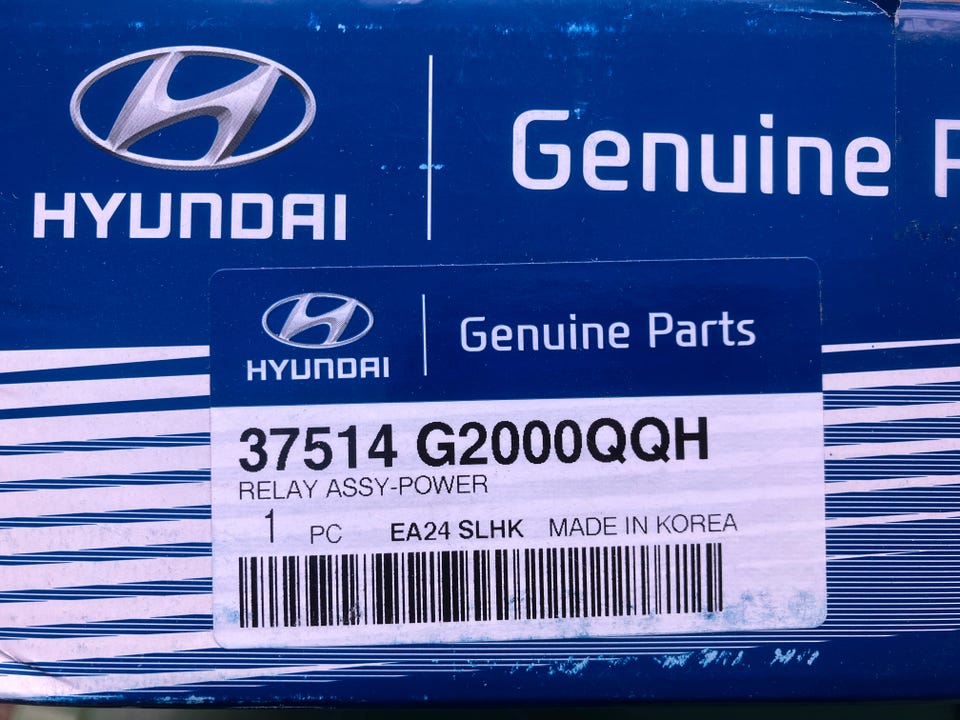 HYUNDAI
Genuine P
HYUNDAI
Genuine Parts
37514 G2000QQH
RELAY ASSY-POWER
1 PC EA24 SLHK MADE IN KOREA